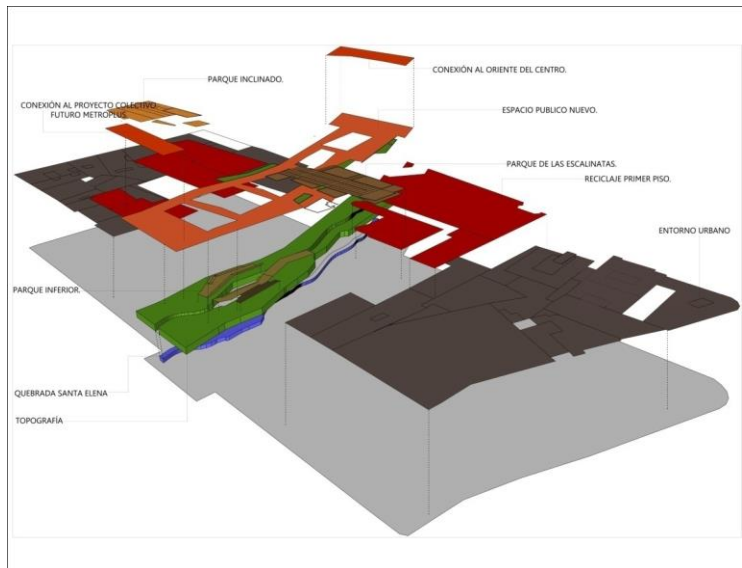 CONEXIÓN AL ORIENTE DEL CENTRO.
PARQUE INCLINADO.
CONEXIÓN AL PROYECTO COLECTIVO
FUTURO METROPLUS.
ESPACIO PUBLICO NUEVO.
PARQUE DE LAS ESCALINATAS.
RECICLAJE PRIMER PISO.
ENTORNO URBANO
PARQUE INFERIOR.
QUEBRADA SANTA ELENA
TOPOGRAFÍA